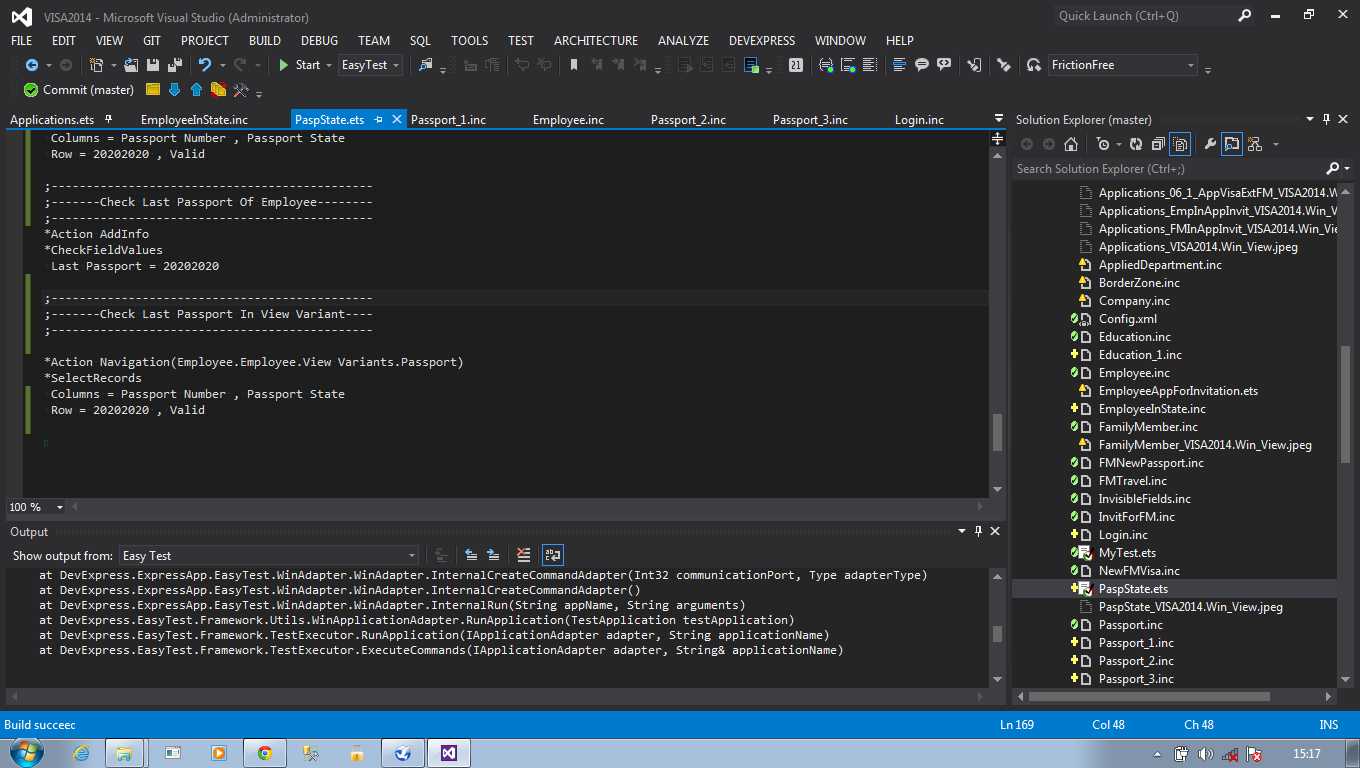 VISA2014 - Microsoft Visual Studio (Administrator)
Quick Launch (Ctrl+Q)
FILE EDIT VIEW GIT PROJECT BUILD DEBUG TEAM SQL TOOLS TEST ARCHITECTURE ANALYZE DEVEXPRESS WINDOW HELP
Start EasyTest 21 FrictionFree
Commit (master)
Applications.ets EmployeeInState.inc PaspState.ets Passport_1.inc Employee.inc Passport_2.inc Passport_3.inc Login.inc
Columns = Passport Number , Passport State
Row = 20202020 , Valid
;----------------------------------------------
;-------Check Last Passport Of Employee--------
;----------------------------------------------
*Action AddInfo
*CheckFieldValues
Last Passport = 20202020
;----------------------------------------------
;-------Check Last Passport In View Variant----
;----------------------------------------------
*Action Navigation(Employee.Employee.View Variants.Passport)
*SelectRecords
Columns = Passport Number , Passport State
Row = 20202020 , Valid
100 %
Output
Show output from: Easy Test
at DevExpress.ExpressApp.EasyTest.WinAdapter.WinAdapter.InternalCreateCommandAdapter(Int32 communicationPort, Type adapterType)
at DevExpress.ExpressApp.EasyTest.WinAdapter.WinAdapter.InternalCreateCommandAdapter()
at DevExpress.ExpressApp.EasyTest.WinAdapter.WinAdapter.InternalRun(String appName, String arguments)
at DevExpress.EasyTest.Framework.Utils.WinApplicationAdapter.RunApplication(TestApplication testApplication)
at DevExpress.EasyTest.Framework.TestExecutor.RunApplication(IApplicationAdapter adapter, String applicationName)
at DevExpress.EasyTest.Framework.TestExecutor.ExecuteCommands(IApplicationAdapter adapter, String& applicationName)
Solution Explorer (master)
Search Solution Explorer (Ctrl+;)
Applications_06_1_AppVisaExtFM_VISA2014.W
Applications_EmpInAppInvit_VISA2014.Win_V
Applications_FMInAppInvit_VISA2014.Win_Vie
Applications_VISA2014.Win_View.jpeg
AppliedDepartment.inc
BorderZone.inc
Company.inc
Config.xml
Education.inc
Education_1.inc
Employee.inc
EmployeeAppForInvitation.ets
EmployeeInState.inc
FamilyMember.inc
FamilyMember_VISA2014.Win_View.jpeg
FMNewPassport.inc
FMTravel.inc
InvisibleFields.inc
InvitForFM.inc
Login.inc
MyTest.ets
NewFMVisa.inc
PaspState.ets
PaspState_VISA2014.Win_View.jpeg
Passport.inc
Passport_1.inc
Passport_2.inc
Passport_3.inc
Build succeec
Ln 169 Col 48 Ch 48 INS
15:17